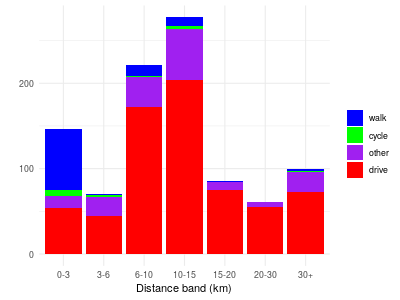 200
100
0
0-3 3-6 6-10 10-15 15-20 20-30 30+
Distance band (km)
walk
cycle
other
drive